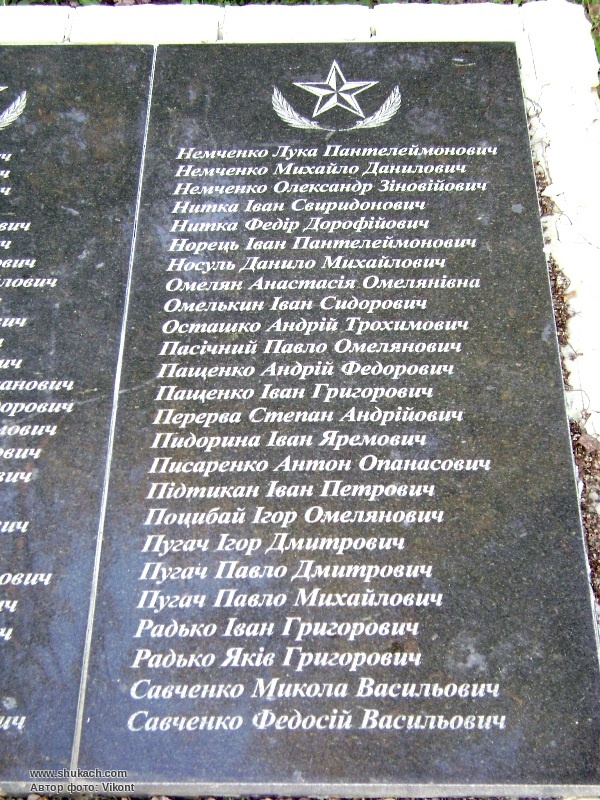 Немченко Лука Пантелеймонович
Немченко Михайло Данилович
Немченко Олександр Зіновійович
Нитка Іван Свиридонович
Нитка Федір Дорофійович
Норець Іван Пантелеймонович
Носуль Данило Михайлович
Омелян Анастасія Омелянівна
Омелькин Іван Сидорович
Осташко Андрій Трохимович
Пасічний Павло Омелянович
Пащенко Андрій Федорович
Пащенко Іван Григорович
Перерва Степан Андрійович
Пидорина Іван Яремович
Писаренко Антон Опанасович
Підтикан Іван Петрович
Поцибай Ігор Омелянович
Пугач Ігор Дмитрович
Пугач Павло Дмитрович
Пугач Павло Михайлович
Радько Іван Григорович
Радько Яків Григорович
Савченко Микола Васильович
Савченко Федосій Васильович
www.shukach.com
Автор фото: Vikont